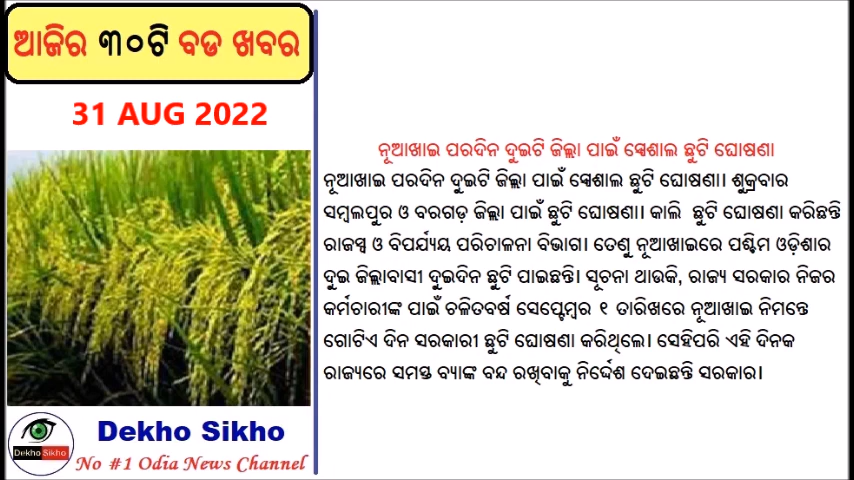 ଆଜିର ୩୦ଟି ବଡ ଖବର
31 AUG 2022
ନୂଆଖାଇ ପରଦିନ ଦୁଇଟି ଜିଲ୍ଲା ପାଇଁ ସ୍ପେଶାଲ ଛୁଟି ଘୋଷଣା
ନୂଆଖାଇ ପରଦିନ ଦୁଇଟି ଜିଲ୍ଲା ପାଇଁ ସ୍ପେଶାଲ ଛୁଟି ଘୋଷଣା। ଶୁକ୍ରବାର
ସମ୍ବଲପୁର ଓ ବରଗଡ଼ ଜିଲ୍ଲା ପାଇଁ ଛୁଟି ଘୋଷଣା। କାଲି ଛୁଟି ଘୋଷଣା କରିଛନ୍ତି
ରାଜସ୍ୱ ଓ ବିପର୍ଯ୍ୟୟ ପରିଚାଳନା ବିଭାଗ। ତେଣୁ ନୂଆଖାଇରେ ପଶ୍ଚିମ ଓଡ଼ିଶାର
ଦୁଇ ଜିଲ୍ଲାବାସୀ ଦୁଇଦିନ ଛୁଟି ପାଇଛନ୍ତି। ସୂଚନା ଥାଉକି, ରାଜ୍ୟ ସରକାର ନିଜର
କର୍ମଚାରୀଙ୍କ ପାଇଁ ଚଳିତବର୍ଷ ସେପ୍ଟେମ୍ବର ୧ ତାରିଖରେ ନୂଆଖାଇ ନିମନ୍ତେ
ଗୋଟିଏ ଦିନ ସରକାରୀ ଛୁଟି ଘୋଷଣା କରିଥିଲେ। ସେହିପରି ଏହି ଦିନକ
ରାଜ୍ୟରେ ସମସ୍ତ ବ୍ୟାଙ୍କ ବନ୍ଦ ରଖିବାକୁ ନିର୍ଦ୍ଦେଶ ଦେଇଛନ୍ତି ସରକାର।
Dekho Sikho
Dekho Sikho
No #1 Odia News Channel